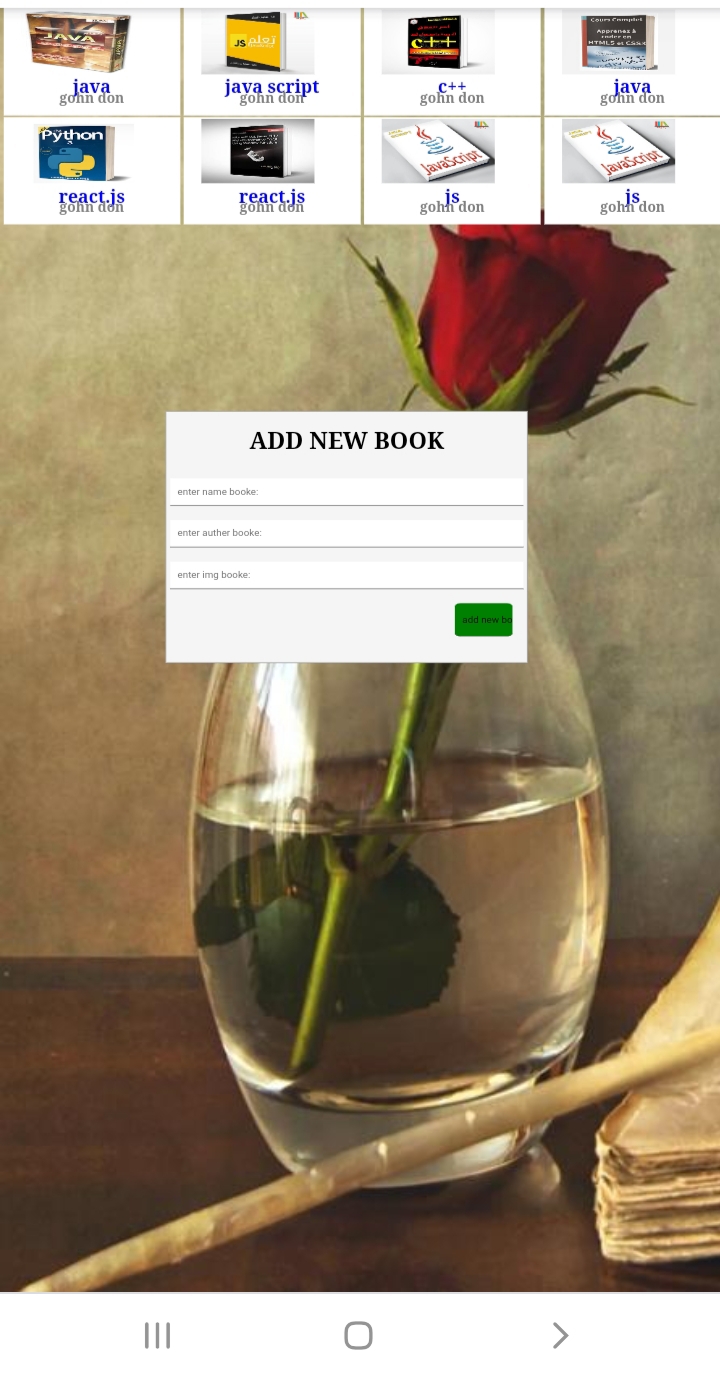 JAVA
JS تعلم
C++
Cours Complet
Apprenez à
coder en
HTML5 et CSS3
java
java script
c++
java
gohn don
gohn don
gohn don
gohn don
Python
3
JavaScript
JavaScript
react.js
react.js
js
js
gohn don
gohn don
gohn don
gohn don
ADD NEW BOOK
enter name booke:
enter auther booke:
enter img booke:
add new bo